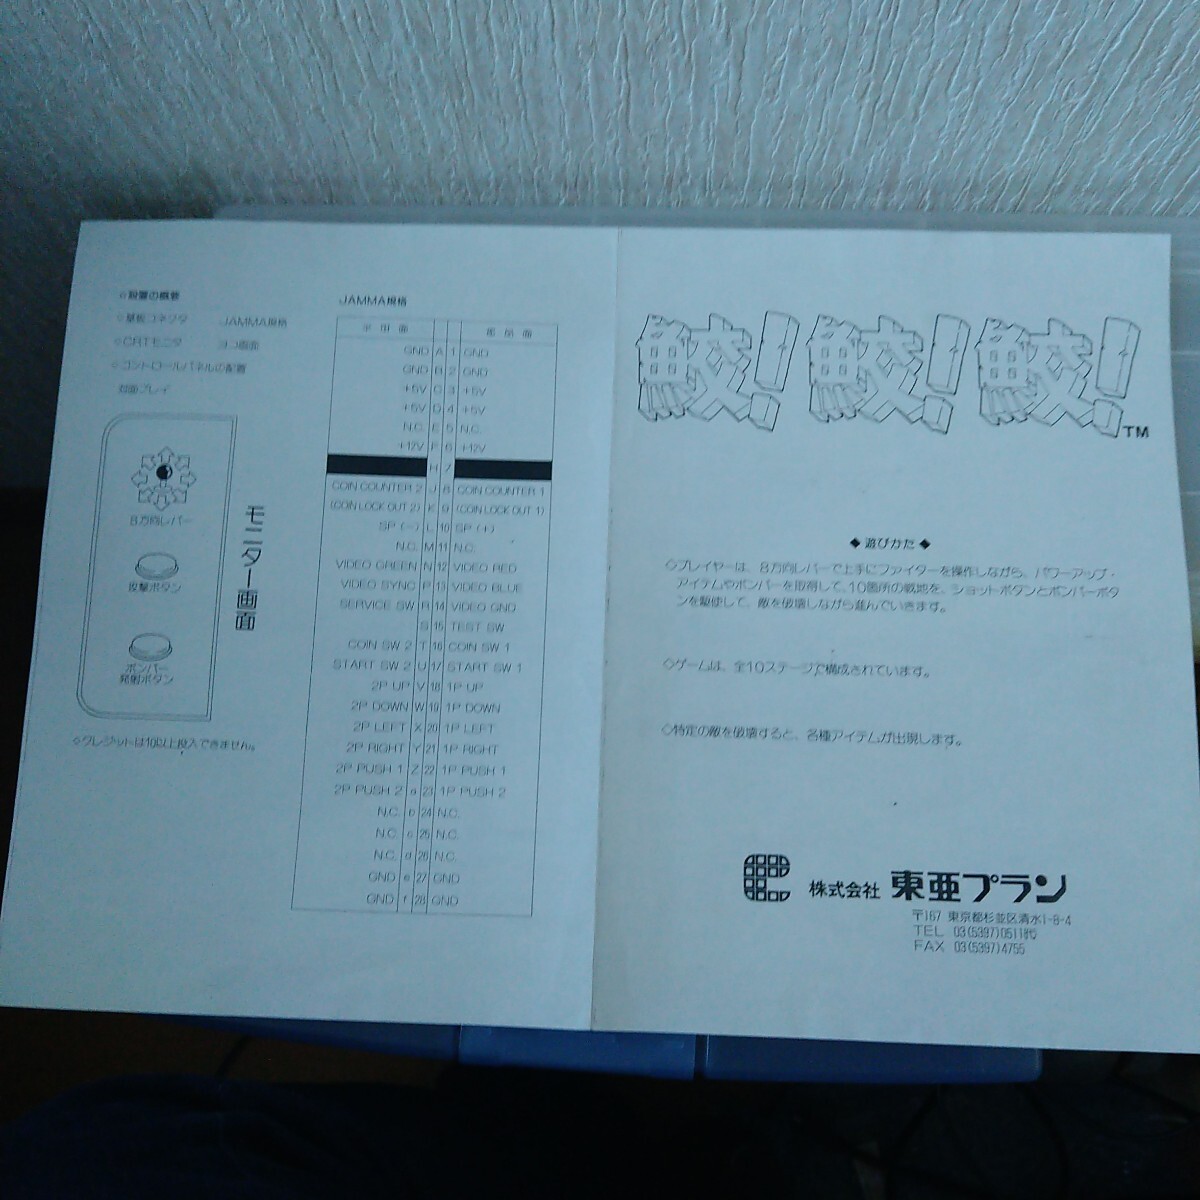 ◇設置の概要
◇基板コネクタ JAMMA規格
◇CRTモニタ ヨコ画面
◇コントロールパネルの配置
対面プレイ
8方向レバー
攻撃ボタン
ボンバー
発射ボタン
モニター画面
◇クレジットは10以上投入できません。
JAMMA規格
半田面 部品面
GND A 1 GND
GND B 2 GND
+5V C 3 +5V
+5V D 4 +5V
N.C. E 5 N.C.
+12V F 6 +12V
H 7
COIN COUNTER 2 J 8 COIN COUNTER 1
(COIN LOCK OUT 2) K 9 (COIN LOCK OUT 1)
SP (−) L 10 SP (+)
N.C. M 11 N.C.
VIDEO GREEN N 12 VIDEO RED
VIDEO SYNC P 13 VIDEO BLUE
SERVICE SW R 14 VIDEO GND
S 15 TEST SW
COIN SW 2 T 16 COIN SW 1
START SW 2 U 17 START SW 1
2P UP V 18 1P UP
2P DOWN W 19 1P DOWN
2P LEFT X 20 1P LEFT
2P RIGHT Y 21 1P RIGHT
2P PUSH 1 Z 22 1P PUSH 1
2P PUSH 2 a 23 1P PUSH 2
N.C. b 24 N.C.
N.C. c 25 N.C.
N.C. d 26 N.C.
GND e 27 GND
GND f 28 GND
鮫!鮫!鮫!TM
◆遊びかた◆
◇プレイヤーは、8方向レバーで上手にファイターを操作しながら、パワーアップ・
アイテムやボンバーを取得して、10箇所の戦地を、ショットボタンとボンバーボタ
ンを駆使して、敵を破壊しながら進んでいきます。
◇ゲームは、全10ステージで構成されています。
◇特定の敵を破壊すると、各種アイテムが出現します。
株式会社 東亜プラン
〒167 東京都杉並区清水1-8-4
TEL 03(5397)0511代
FAX 03(5397)4755